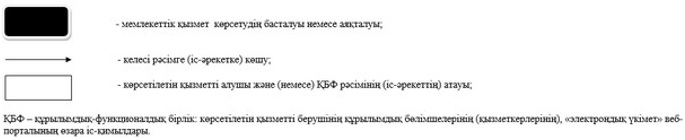 - мемлекеттік қызмет көрсетудің басталуы немесе аяқталуы;
- келесі рәсімге (іс-әрекетке) көшу;
- көрсетілетін қызметті алушы және (немесе) ҚБФ рәсімінің (іс-әрекеттің) атауы;
ҚБФ – құрылымдық-функционалдық бірлік: көрсетілетін қызметті берушінің құрылымдық бөлімшелерінің (қызметкерлерінің), «электрондық үкімет» веб-
порталының өзара іс-қимылдары.